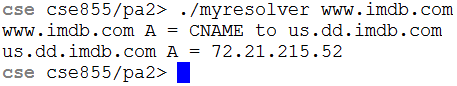 cse cse855/pa2> ./myresolver www.imdb.com
www.imdb.com A = CNAME to us.dd.imdb.com
us.dd.imdb.com A = 72.21.215.52
cse cse855/pa2>